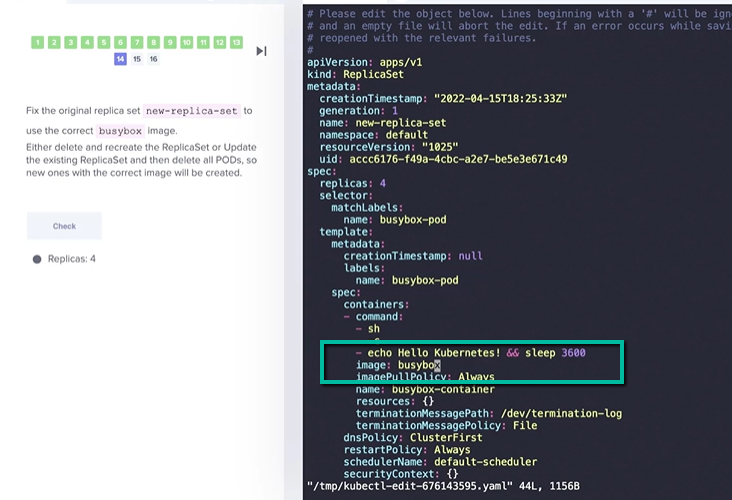 1 2 3 4 5 6 7 8 9 10 11 12 13
14 15 16
Fix the original replica set new-replica-set to
use the correct busybox image.
Either delete and recreate the ReplicaSet or Update
the existing ReplicaSet and then delete all PODs, so
new ones with the correct image will be created.
Check
Replicas: 4
# Please edit the object below. Lines beginning with a '#' will be ign
# and an empty file will abort the edit. If an error occurs while savi
# reopened with the relevant failures.
#
apiVersion: apps/v1
kind: ReplicaSet
metadata:
creationTimestamp: "2022-04-15T18:25:33Z"
generation: 1
name: new-replica-set
namespace: default
resourceVersion: "1025"
uid: accc6176-f49a-4cbc-a2e7-be5e3e671c49
spec:
replicas: 4
selector:
matchLabels:
name: busybox-pod
template:
metadata:
creationTimestamp: null
labels:
name: busybox-pod
spec:
containers:
- command:
- sh
- echo Hello Kubernetes! && sleep 3600
image: busybox
imagePullPolicy: Always
name: busybox-container
resources: {}
terminationMessagePath: /dev/termination-log
terminationMessagePolicy: File
dnsPolicy: ClusterFirst
restartPolicy: Always
schedulerName: default-scheduler
securityContext: {}
"/tmp/kubectl-edit-676143595.yaml" 44L, 1156B